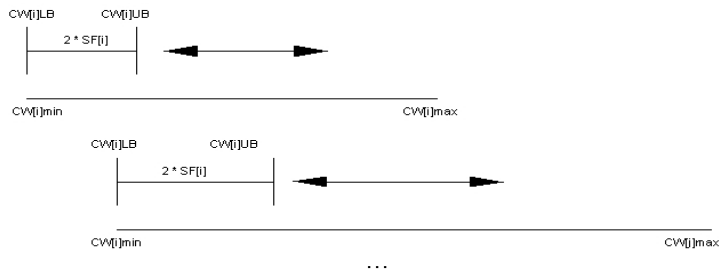 CW[i]LB CW[i]UB
2 * SF[i]
CW[i]min CW[i]max
CW[i]LB CW[i]UB
2 * SF[i]
CW[i]min CW[j]max
...